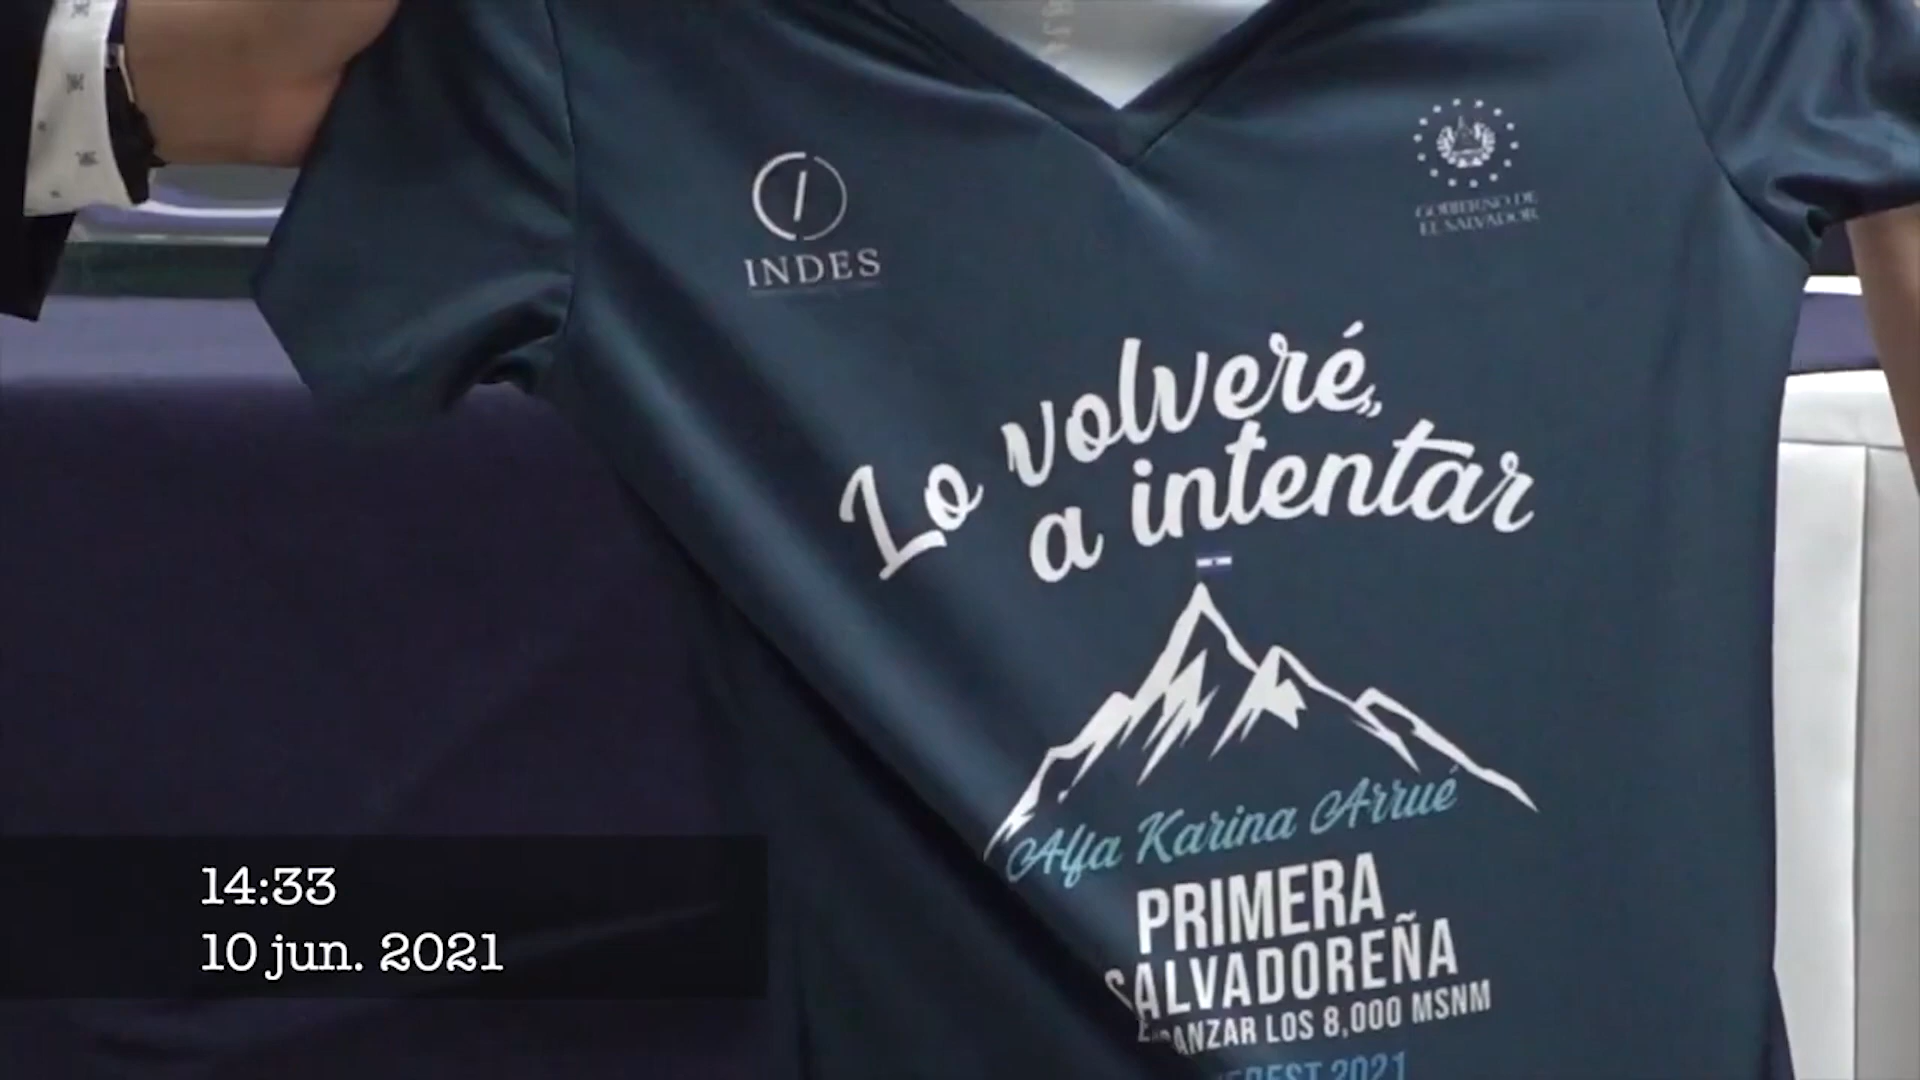 INDES
GOBIERNO DE
EL SALVADOR
Lo volveré,,
a intentar
Alfa Karina Arrué
PRIMERA
SALVADOREÑA
LOS 8,000 MSNM
2021
14:33
10 jun. 2021